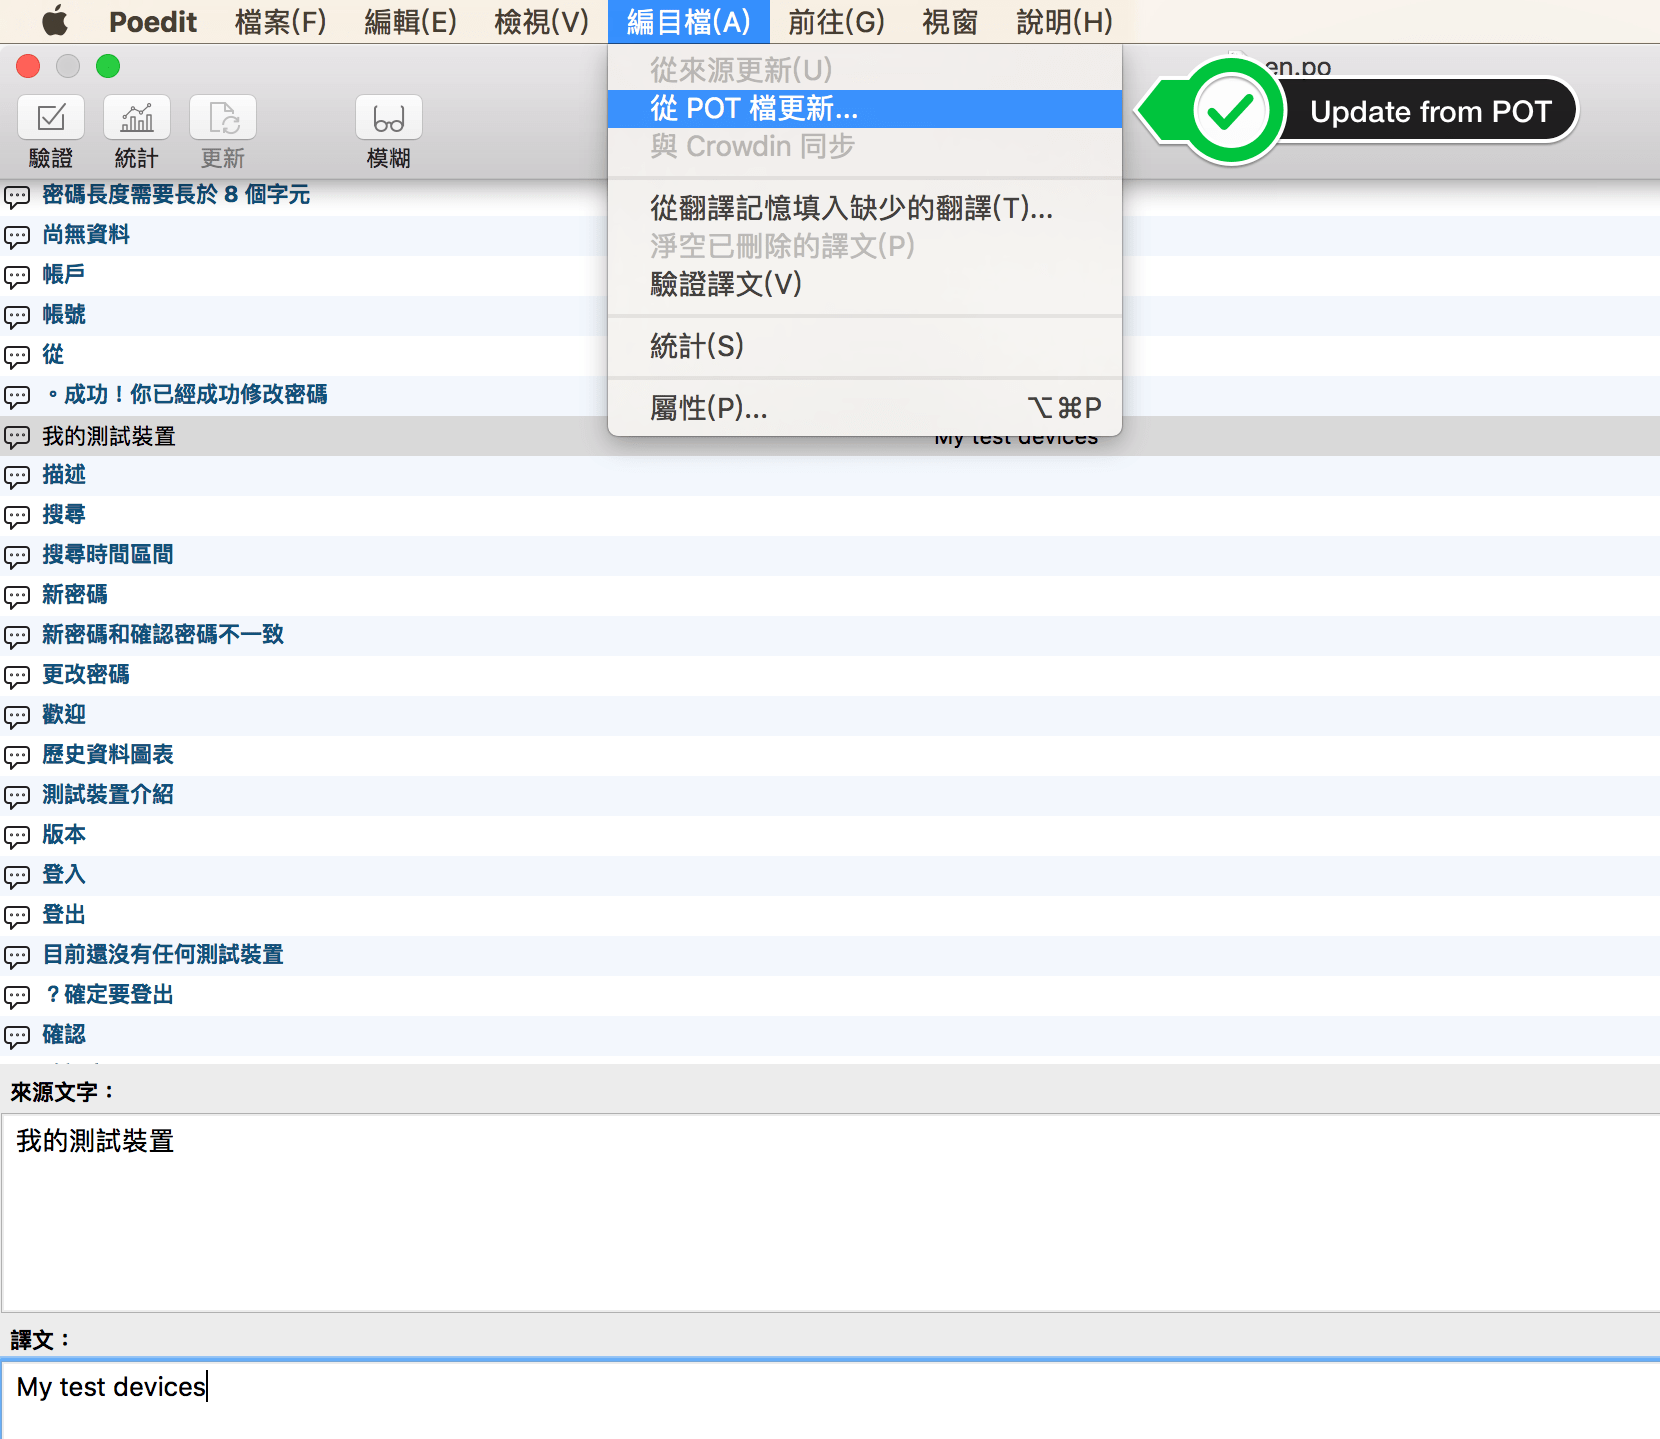 Poedit 檔案(F) 編輯(E) 檢視(V) 編目檔(A) 前往(G) 視窗 說明(H)
en.po
從來源更新(U)
從 POT 檔更新...
與 Crowdin 同步
從翻譯記憶填入缺少的翻譯(T)...
淨空已刪除的譯文(P)
驗證譯文(V)
統計(S)
屬性(P)... ⌥⌘P
Update from POT
驗證 統計 更新 模糊
密碼長度需要長於 8 個字元
尚無資料
帳戶
帳號
從
。成功！你已經成功修改密碼
我的測試裝置 My test devices
描述
搜尋
搜尋時間區間
新密碼
新密碼和確認密碼不一致
更改密碼
歡迎
歷史資料圖表
測試裝置介紹
版本
登入
登出
目前還沒有任何測試裝置
？確定要登出
確認
來源文字：
我的測試裝置
譯文：
My test devices